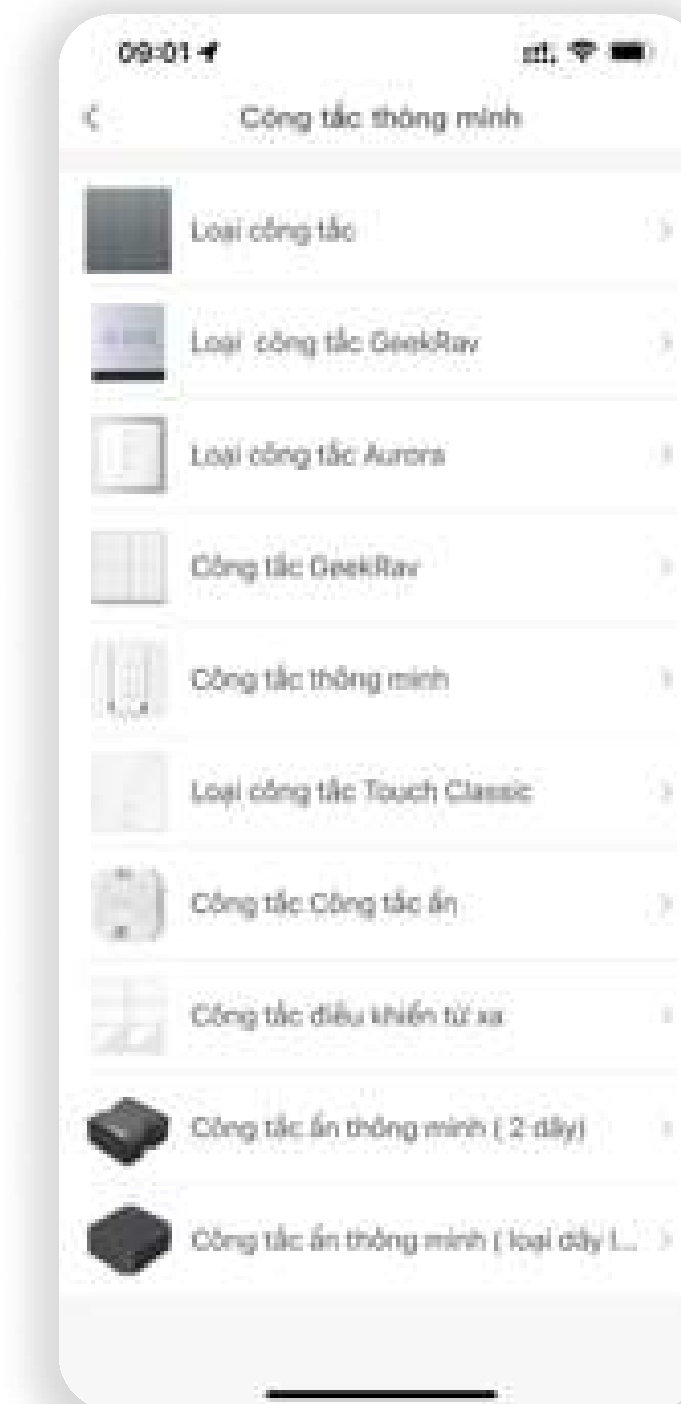 09:01
Công tắc thông minh
Loại công tắc
Loại công tắc GeekRav
Loại công tắc Aurora
Công tắc GeekRav
Công tắc thông minh
Loại công tắc Touch Classic
Công tắc Công tắc ẩn
Công tắc điều khiển từ xa
Công tắc ẩn thông minh ( 2 dây)
Công tắc ẩn thông minh ( loại dây l...